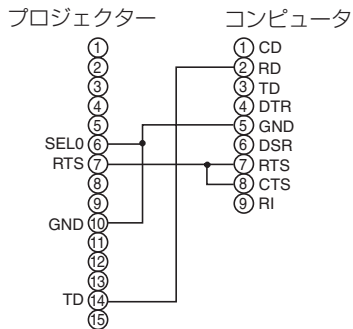 プロジェクター
コンピュータ
1
2
3
4
5
SEL0 6
RTS 7
8
9
GND 10
11
12
13
TD 14
15
1 CD
2 RD
3 TD
4 DTR
5 GND
6 DSR
7 RTS
8 CTS
9 RI